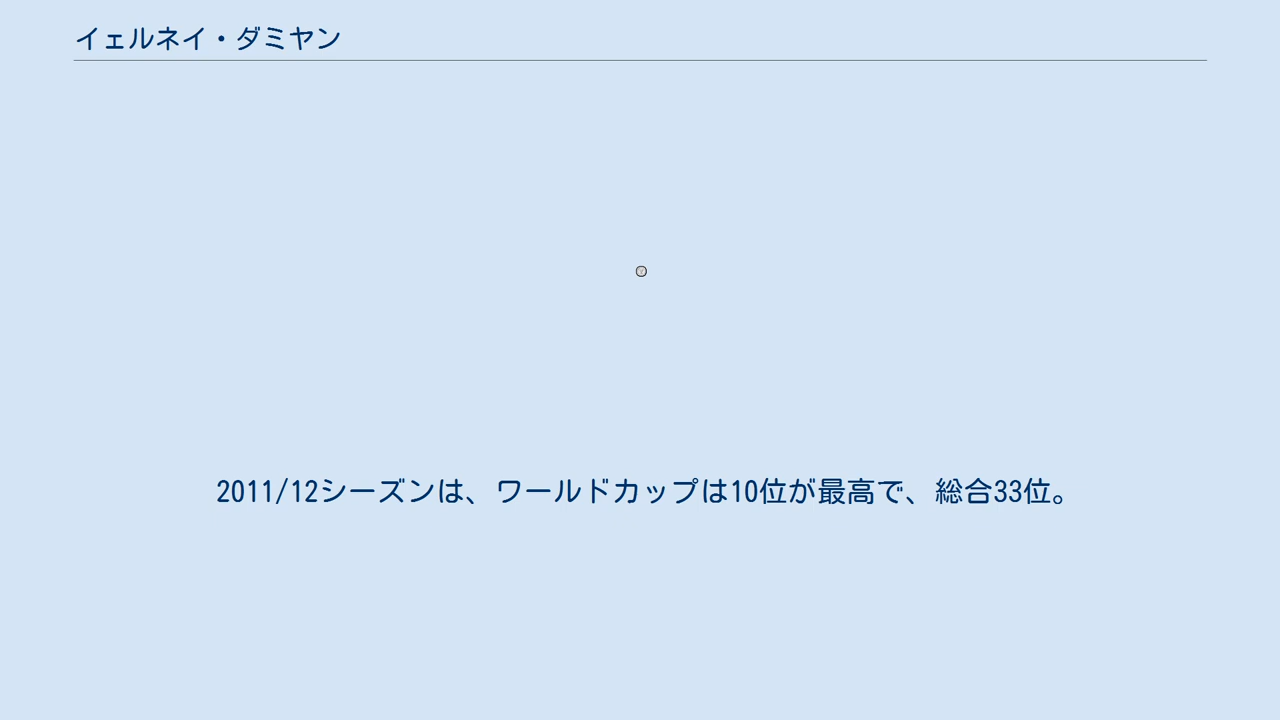 イェルネイ・ダミヤン
2011/12シーズンは、ワールドカップは10位が最高で、総合33位。